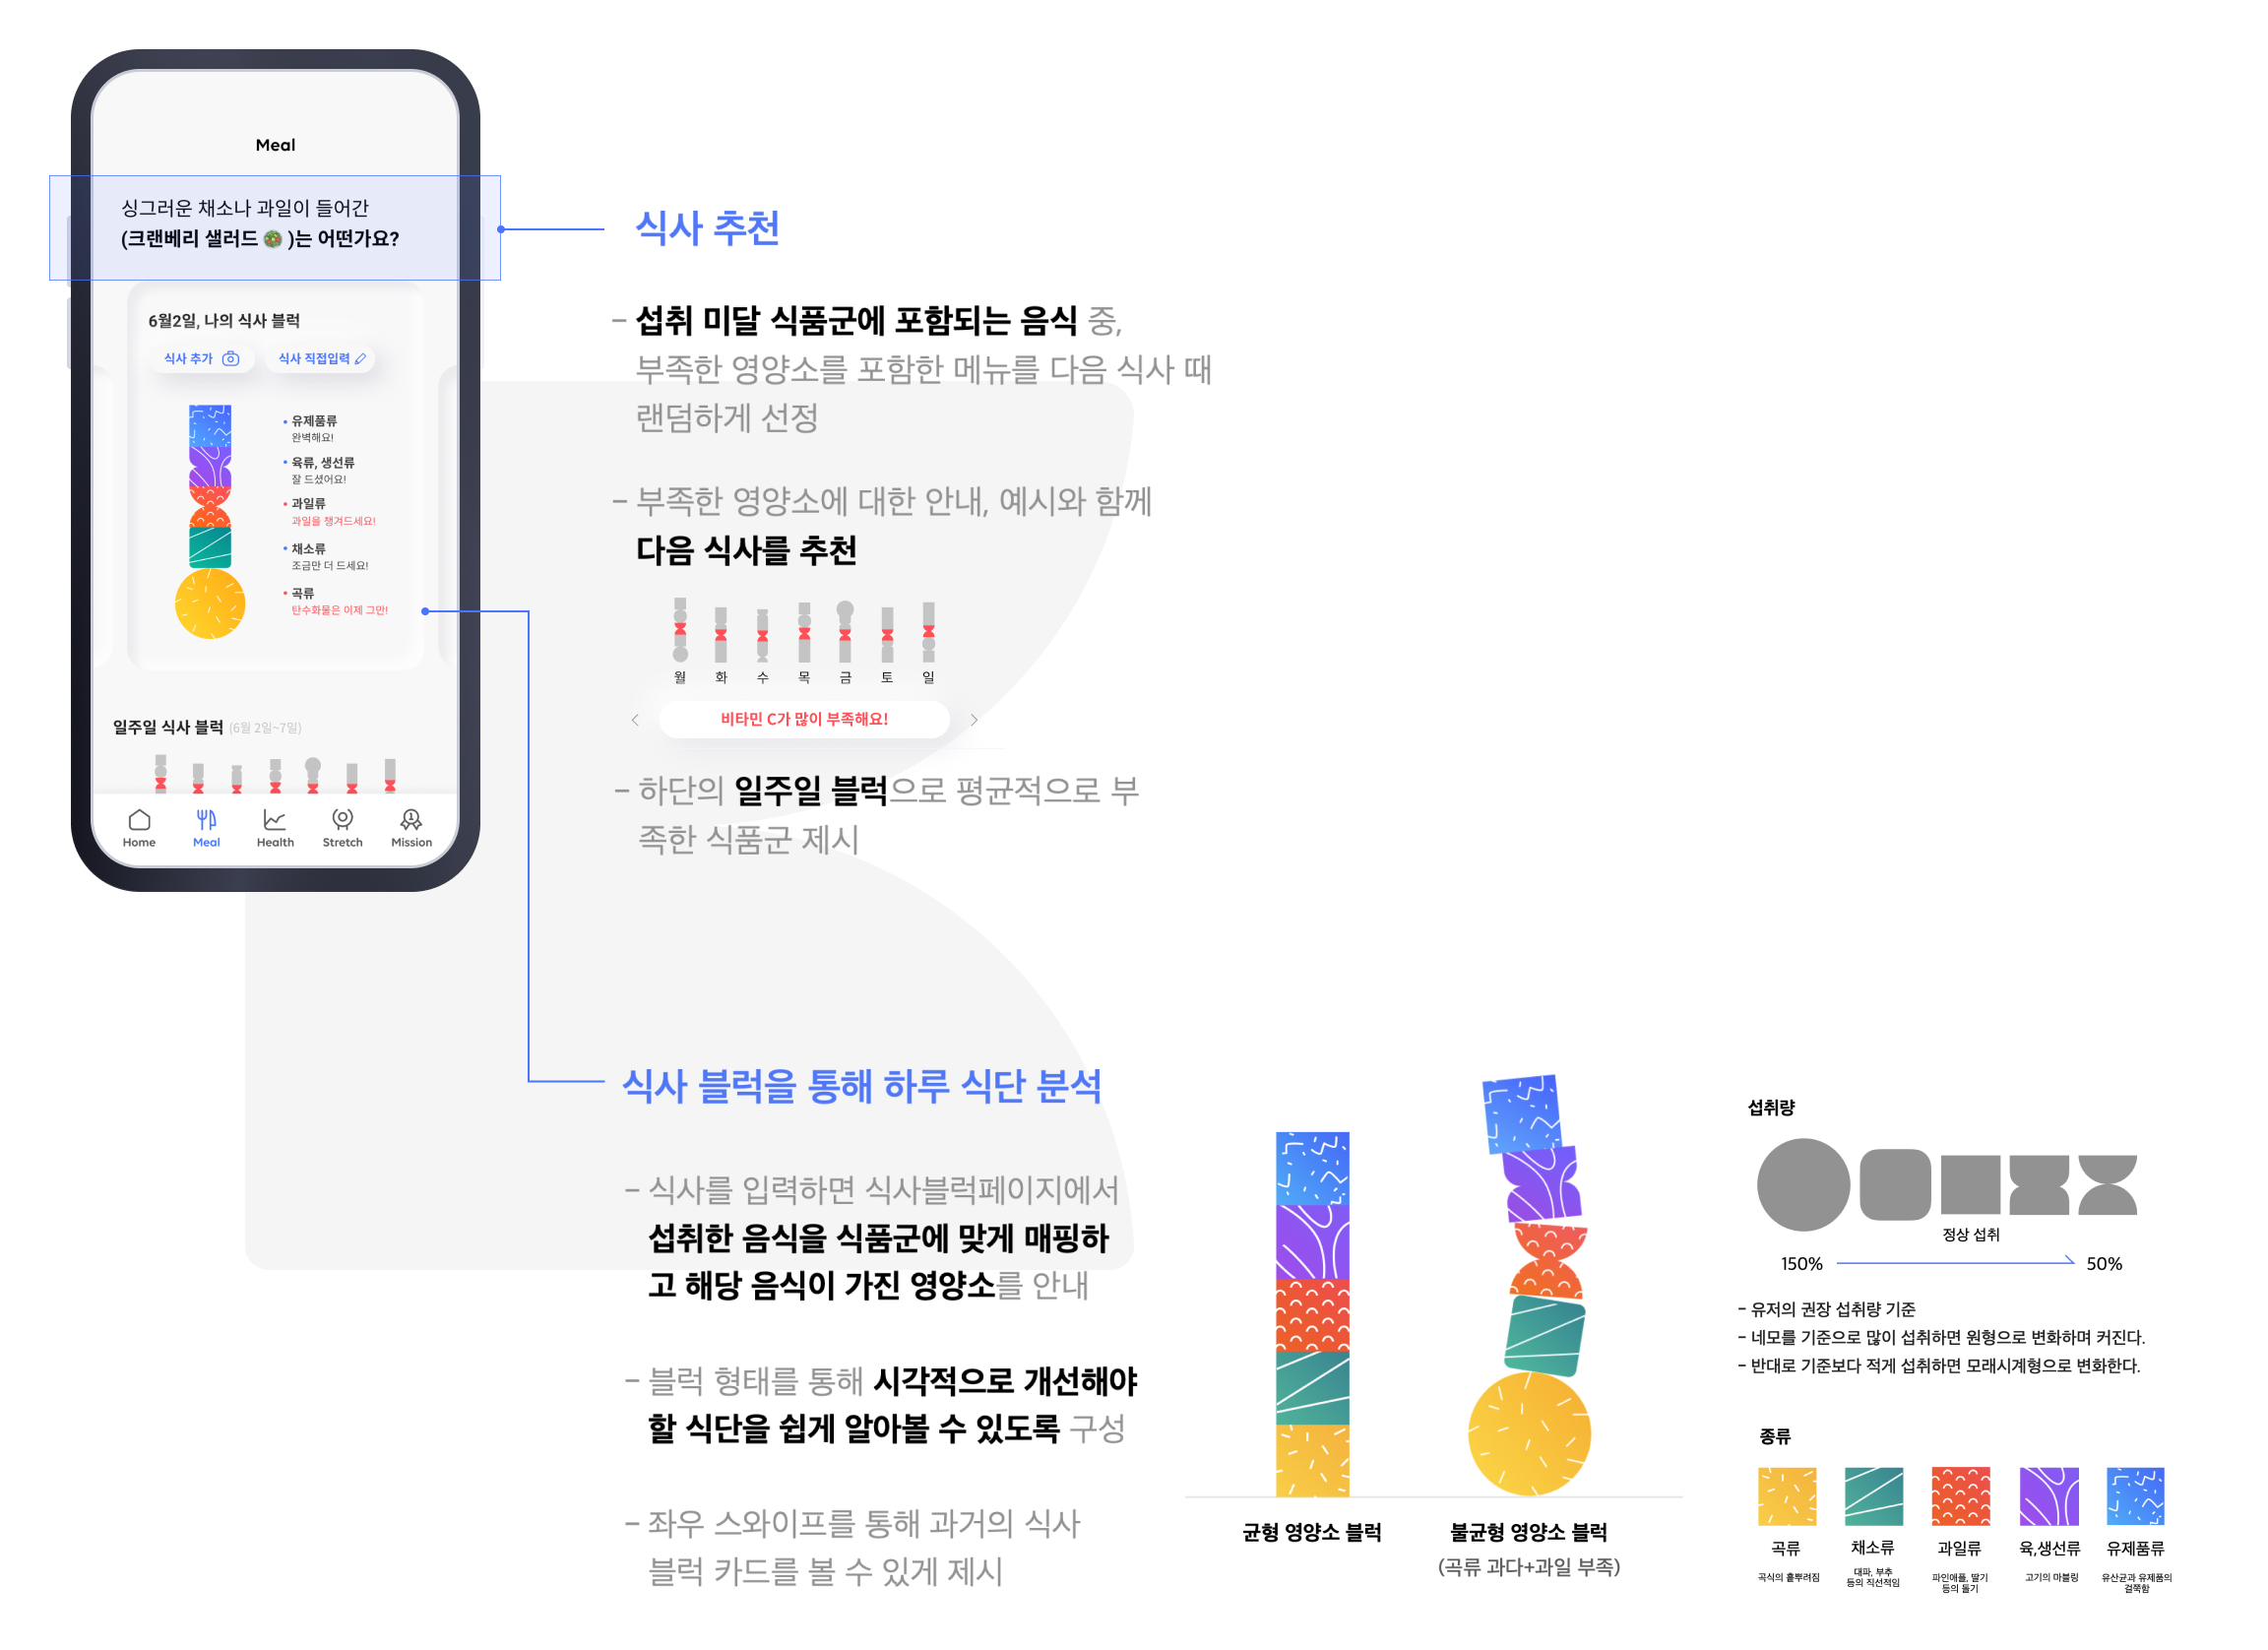 Meal
싱그러운 채소나 과일이 들어간
(크랜베리 샐러드 🥗 )는 어떤가요?
6월2일, 나의 식사 블럭
식사 추가
식사 직접입력
• 유제품류
완벽해요!
• 육류, 생선류
잘 드셨어요!
• 과일류
과일을 챙겨드세요!
• 채소류
조금만 더 드세요!
• 곡류
탄수화물은 이제 그만!
일주일 식사 블럭 (6월 2일~7일)
Home
Meal
Health
Stretch
1
Mission
식사 추천
– 섭취 미달 식품군에 포함되는 음식 중,
부족한 영양소를 포함한 메뉴를 다음 식사 때
랜덤하게 선정
– 부족한 영양소에 대한 안내, 예시와 함께
다음 식사를 추천
월 화 수 목 금 토 일
비타민 C가 많이 부족해요!
– 하단의 일주일 블럭으로 평균적으로 부
족한 식품군 제시
식사 블럭을 통해 하루 식단 분석
– 식사를 입력하면 식사블럭페이지에서
섭취한 음식을 식품군에 맞게 매핑하
고 해당 음식이 가진 영양소를 안내
– 블럭 형태를 통해 시각적으로 개선해야
할 식단을 쉽게 알아볼 수 있도록 구성
– 좌우 스와이프를 통해 과거의 식사
블럭 카드를 볼 수 있게 제시
균형 영양소 블럭
불균형 영양소 블럭
(곡류 과다+과일 부족)
섭취량
정상 섭취
150%
50%
– 유저의 권장 섭취량 기준
– 네모를 기준으로 많이 섭취하면 원형으로 변화하며 커진다.
– 반대로 기준보다 적게 섭취하면 모래시계형으로 변화한다.
종류
곡류
곡식의 흩뿌려짐
채소류
대파, 부추
등의 직선적임
과일류
파인애플, 딸기
등의 돌기
육,생선류
고기의 마블링
유제품류
유산균과 유제품의
걸쭉함